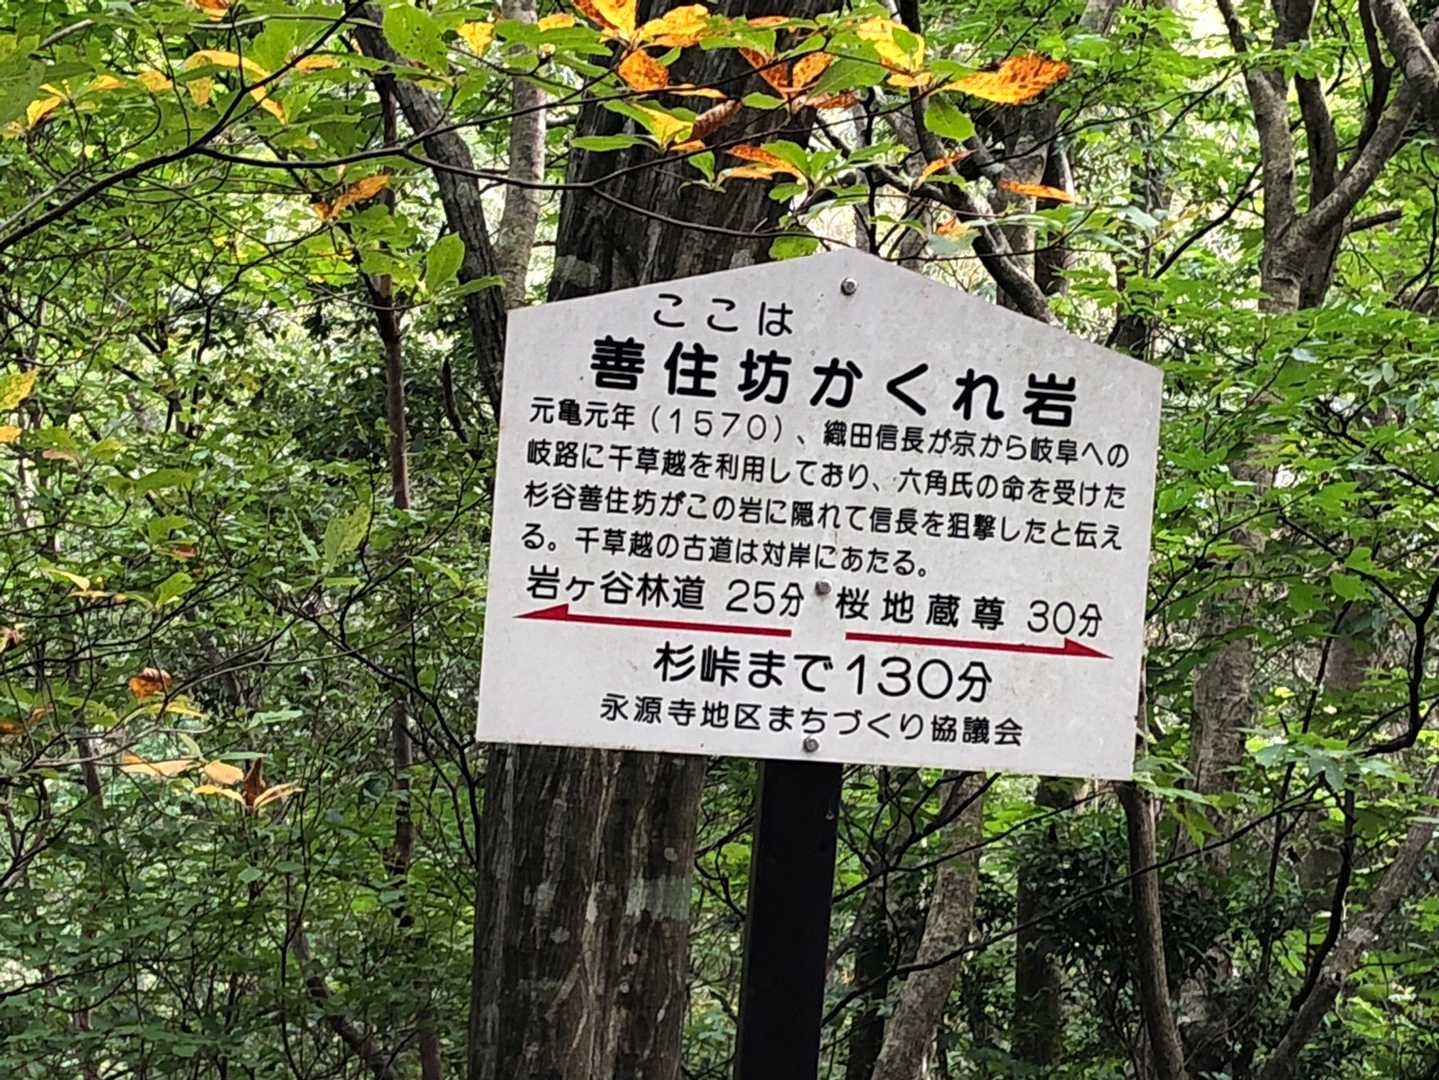 ここは
善住坊かくれ岩
元亀元年（1570）、織田信長が京から岐阜への
岐路に千草越を利用しており、六角氏の命を受けた
杉谷善住坊がこの岩に隠れて信長を狙撃したと伝え
る。千草越の古道は対岸にあたる。
岩ヶ谷林道 25分 桜地蔵尊 30分
杉峠まで130分
永源寺地区まちづくり協議会